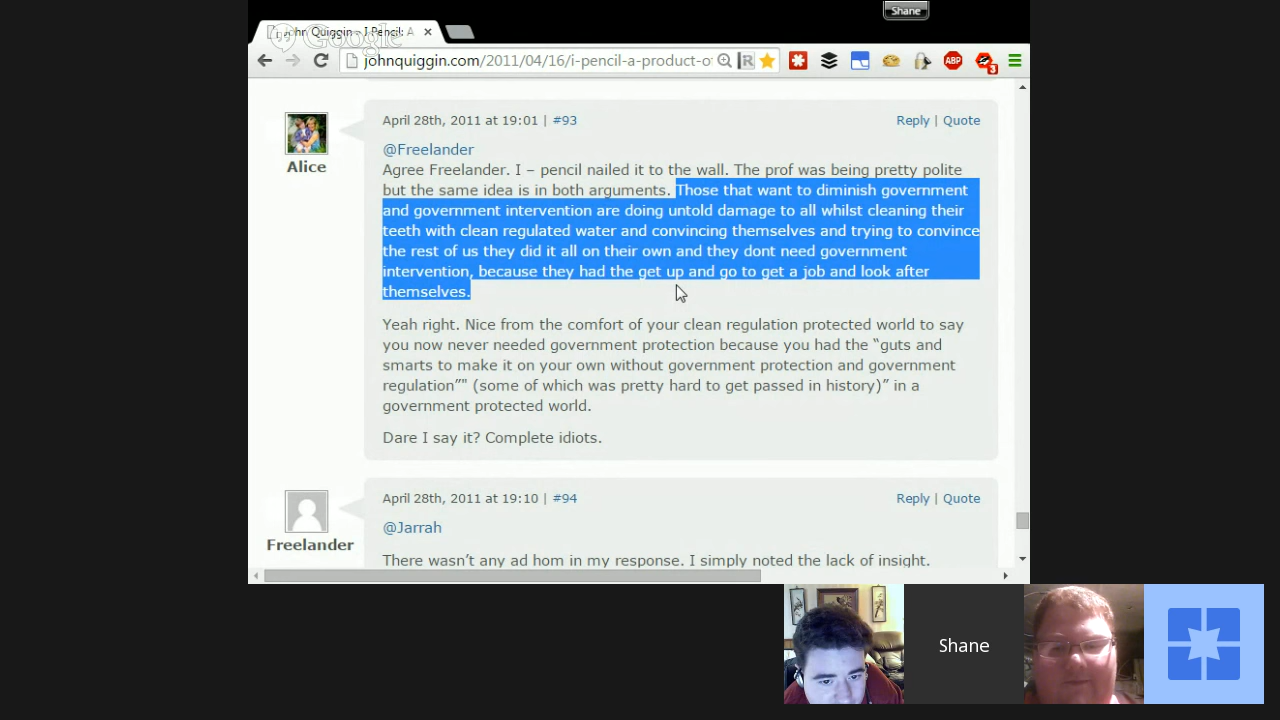 Shane
John Quiggin - I Pencil: A
Google
johnquiggin.com/2011/04/16/i-pencil-a-product-o
R
ABP
3
April 28th, 2011 at 19:01 | #93
Reply | Quote
Alice
@Freelander
Agree Freelander. I – pencil nailed it to the wall. The prof was being pretty polite
but the same idea is in both arguments. Those that want to diminish government
and government intervention are doing untold damage to all whilst cleaning their
teeth with clean regulated water and convincing themselves and trying to convince
the rest of us they did it all on their own and they dont need government
intervention, because they had the get up and go to get a job and look after
themselves.
Yeah right. Nice from the comfort of your clean regulation protected world to say
you now never needed government protection because you had the “guts and
smarts to make it on your own without government protection and government
regulation”" (some of which was pretty hard to get passed in history)” in a
government protected world.
Dare I say it? Complete idiots.
April 28th, 2011 at 19:10 | #94
Reply | Quote
Freelander
@Jarrah
There wasn’t any ad hom in my response. I simply noted the lack of insight.
Shane